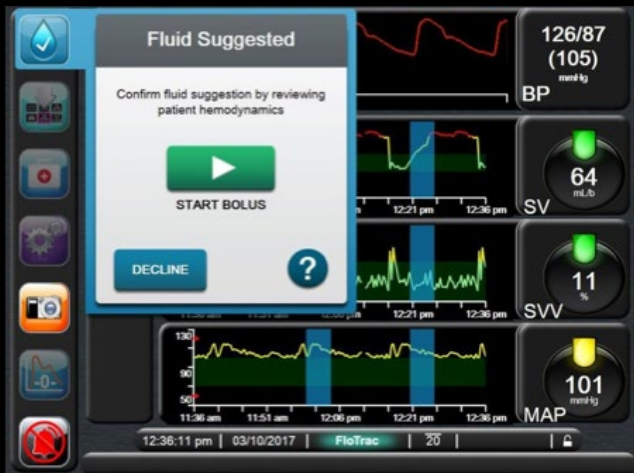 Fluid Suggested
Confirm fluid suggestion by reviewing
patient hemodynamics
START BOLUS
DECLINE
?
126/87
(105)
mmHg
BP
64
mL/b
SV
12:21 pm
12:36 pm
11
%
SVV
12:21 pm
12:36 pm
130
90
50
11:36 am
11:51 am
12:06 pm
12:21 pm
12:36 pm
101
mmHg
MAP
-0-
12:36:11 pm
03/10/2017
FloTrac
20